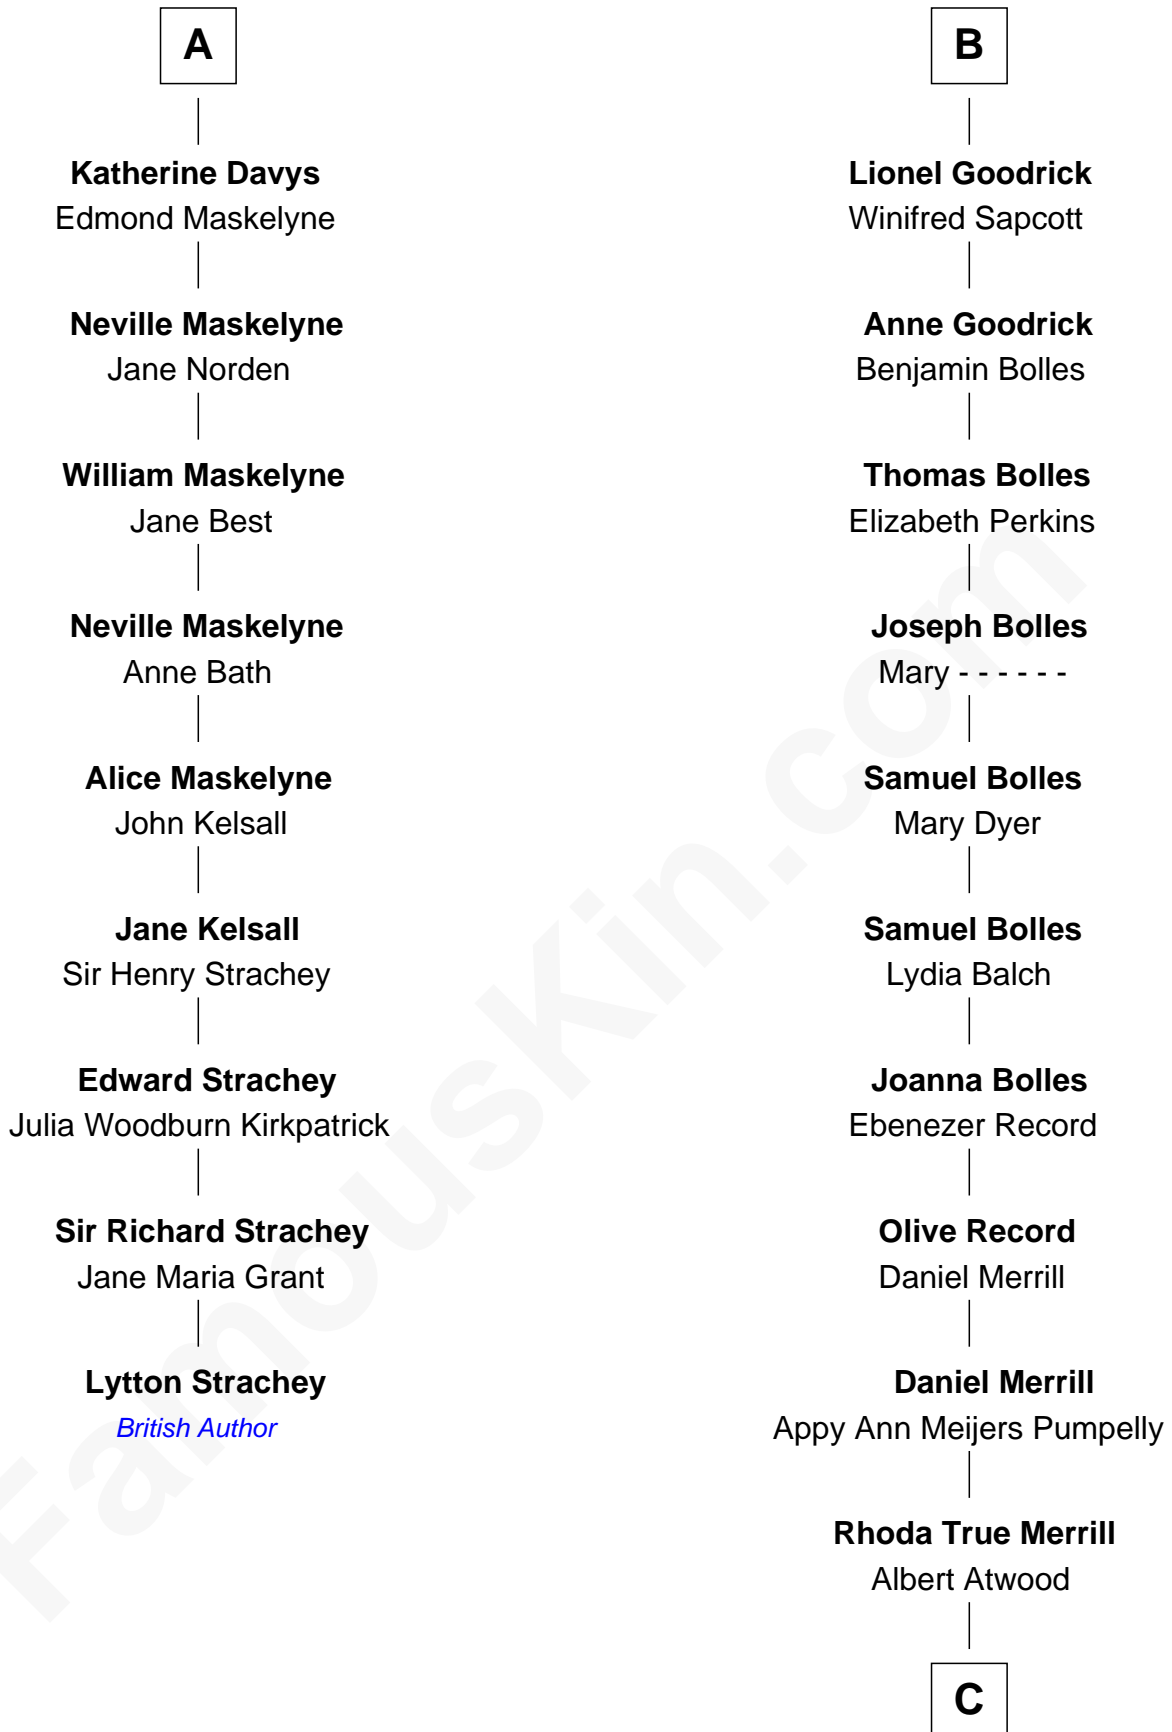 A
Katherine Davys
Edmond Maskelyne
Neville Maskelyne
Jane Norden
William Maskelyne
Jane Best
Neville Maskelyne
Anne Bath
Alice Maskelyne
John Kelsall
Jane Kelsall
Sir Henry Strachey
Edward Strachey
Julia Woodburn Kirkpatrick
Sir Richard Strachey
Jane Maria Grant
Lytton Strachey
British Author
B
Lionel Goodrick
Winifred Sapcott
Anne Goodrick
Benjamin Bolles
Thomas Bolles
Elizabeth Perkins
Joseph Bolles
Mary - - - - - -
Samuel Bolles
Mary Dyer
Samuel Bolles
Lydia Balch
Joanna Bolles
Ebenezer Record
Olive Record
Daniel Merrill
Daniel Merrill
Appy Ann Meijers Pumpelly
Rhoda True Merrill
Albert Atwood
C
FamousKin.com